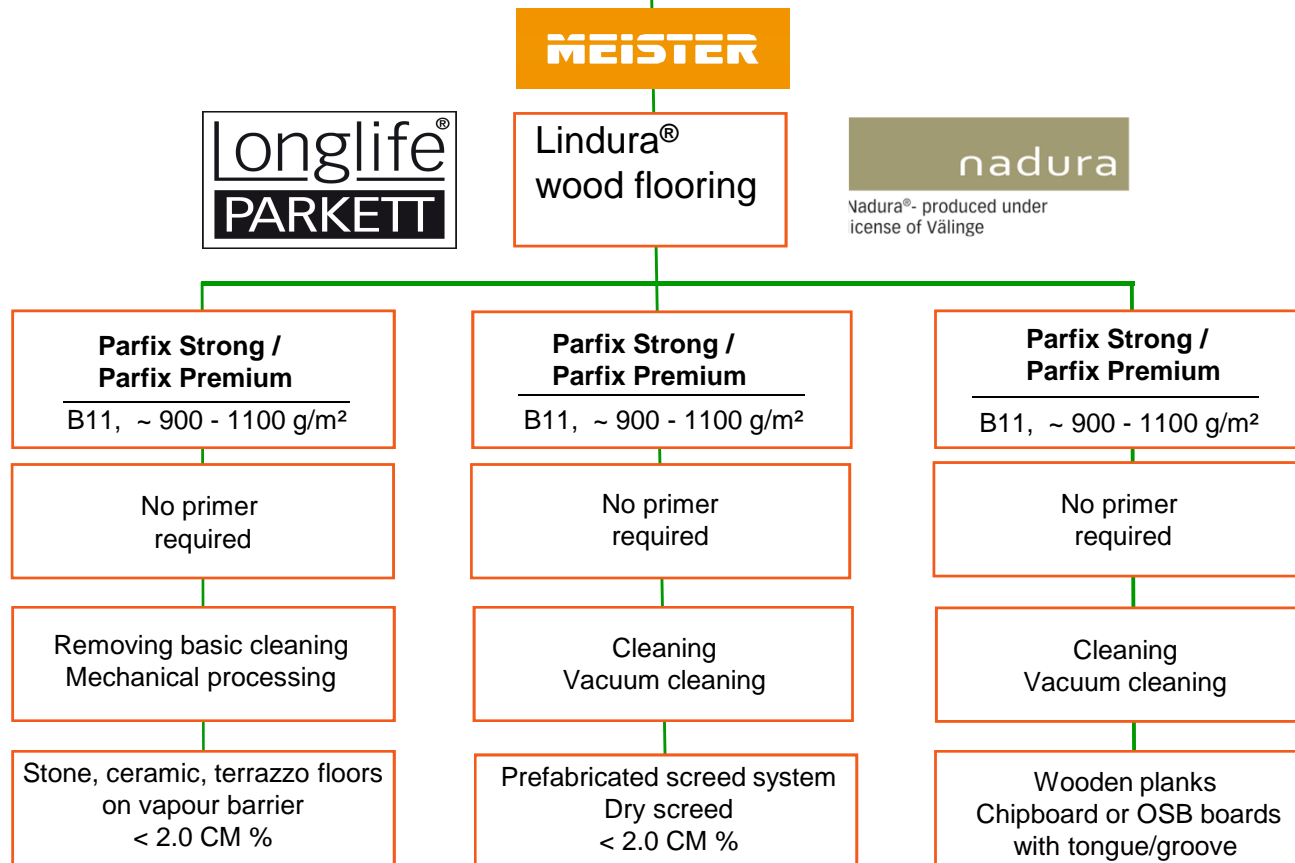 MEISTER
Longlife®
PARKETT
Lindura®
wood flooring
nadura
Nadura®- produced under
icense of Välinge
Parfix Strong /
Parfix Premium
B11,  ~ 900 - 1100 g/m²
No primer
required
Removing basic cleaning
Mechanical processing
Stone, ceramic, terrazzo floors
on vapour barrier
< 2.0 CM %
Parfix Strong /
Parfix Premium
B11,  ~ 900 - 1100 g/m²
No primer
required
Cleaning
Vacuum cleaning
Prefabricated screed system
Dry screed
< 2.0 CM %
Parfix Strong /
Parfix Premium
B11,  ~ 900 - 1100 g/m²
No primer
required
Cleaning
Vacuum cleaning
Wooden planks
Chipboard or OSB boards
with tongue/groove